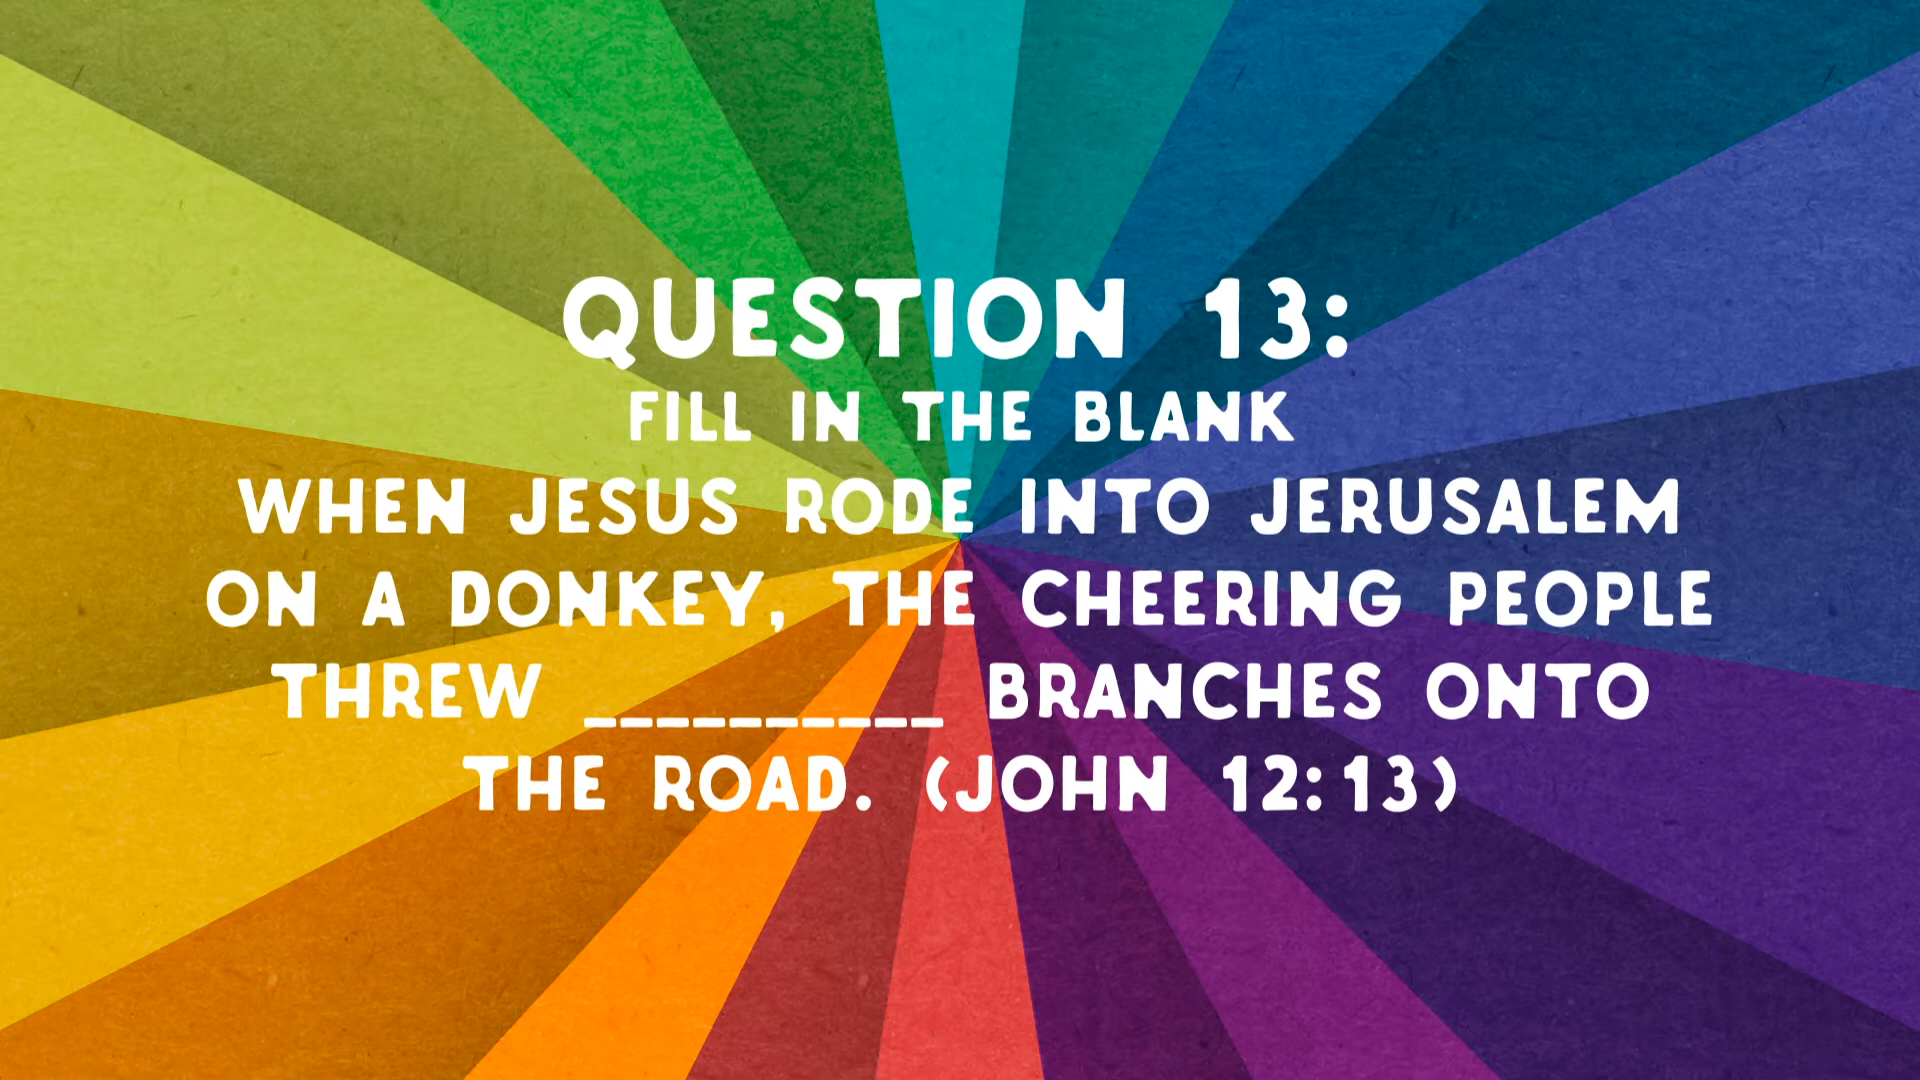 QUESTION 13:
FILL IN THE BLANK
WHEN JESUS RODE INTO JERUSALEM
ON A DONKEY, THE CHEERING PEOPLE
THREW __________ BRANCHES ONTO
THE ROAD. (JOHN 12:13)